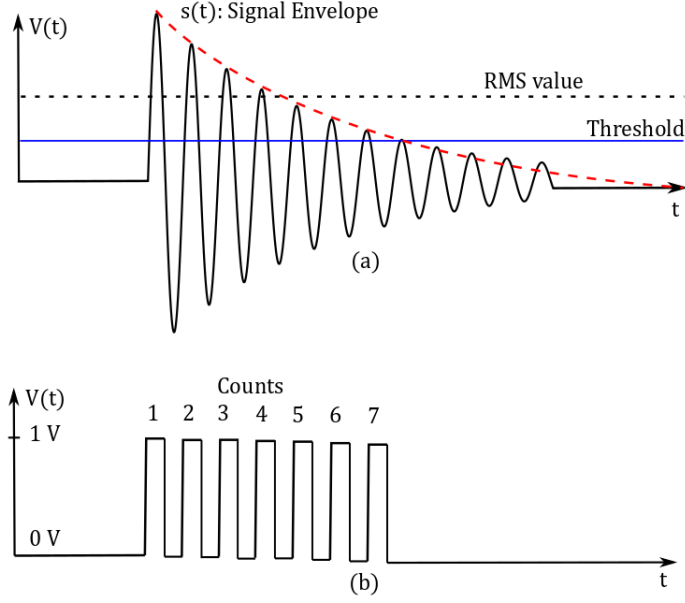 s(t): Signal Envelope
V(t)
RMS value
Threshold
t
(a)
Counts
V(t)
1 2 3 4 5 6 7
1 V
0 V
t
(b)